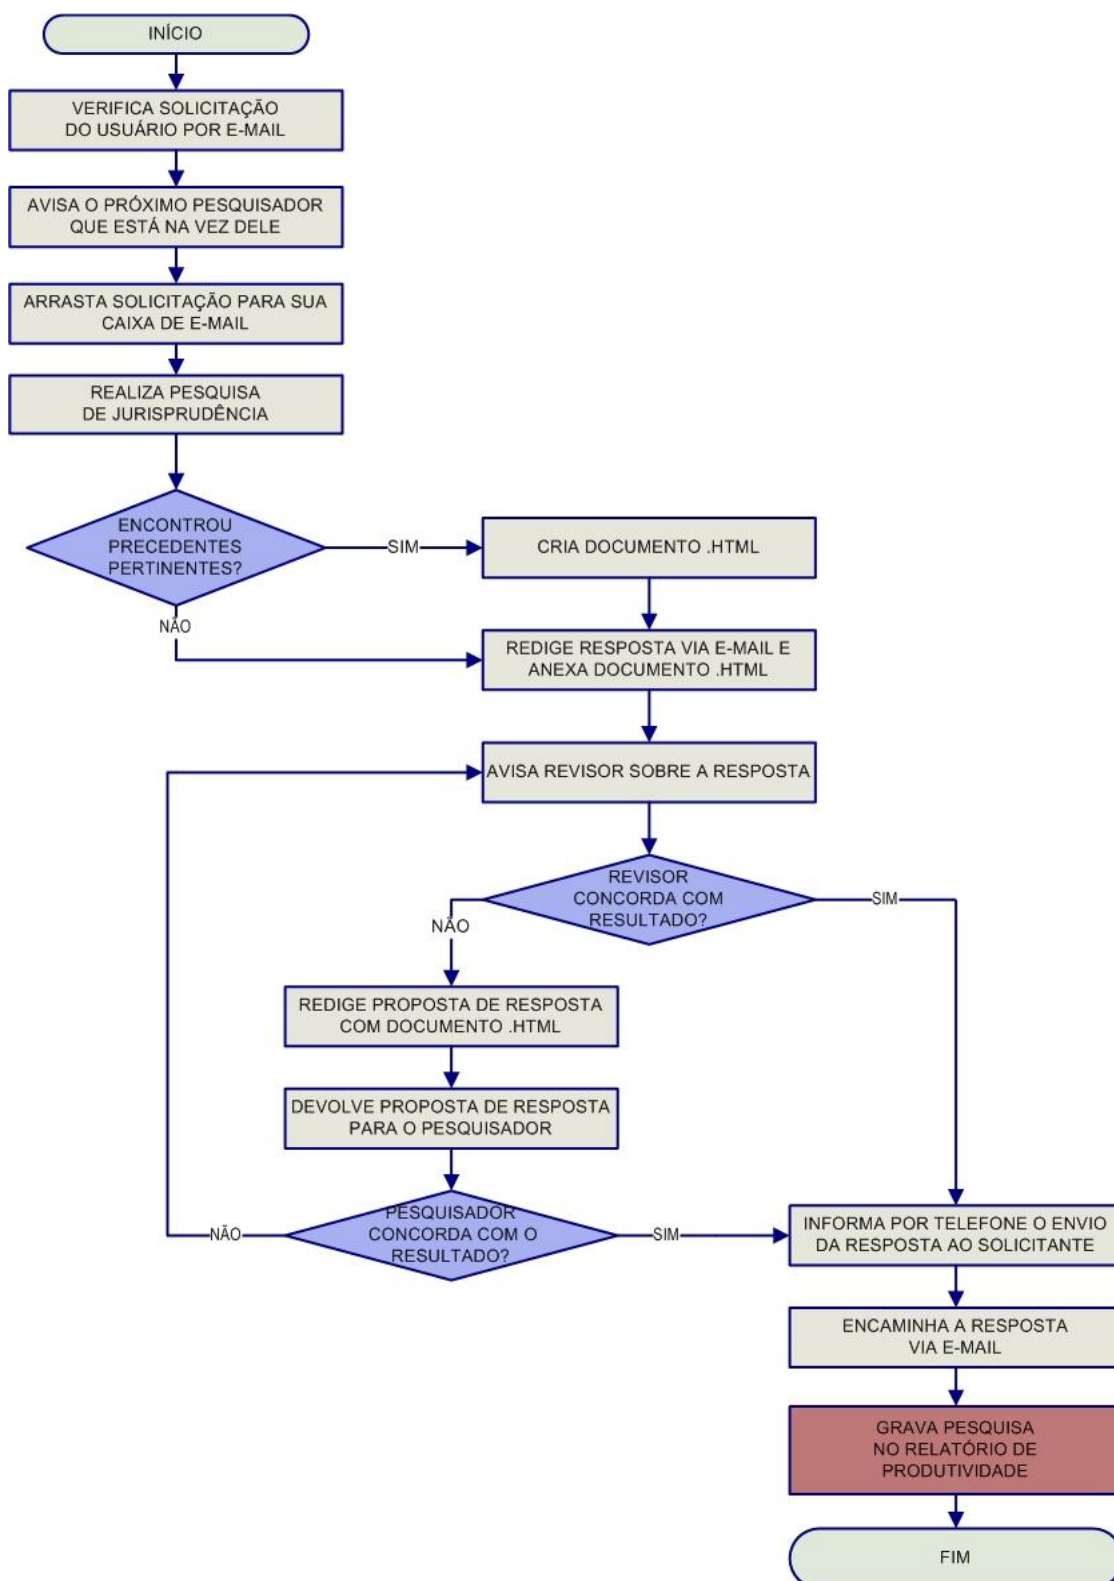 INÍCIO
VERIFICA SOLICITAÇÃO
DO USUÁRIO POR E-MAIL
AVISA O PRÓXIMO PESQUISADOR
QUE ESTÁ NA VEZ DELE
ARRASTA SOLICITAÇÃO PARA SUA
CAIXA DE E-MAIL
REALIZA PESQUISA
DE JURISPRUDÊNCIA
ENCONTROU
PRECEDENTES
PERTINENTES?
SIM
CRIA DOCUMENTO .HTML
NÃO
REDIGE RESPOSTA VIA E-MAIL E
ANEXA DOCUMENTO .HTML
AVISA REVISOR SOBRE A RESPOSTA
REVISOR
CONCORDA COM
RESULTADO?
SIM
NÃO
REDIGE PROPOSTA DE RESPOSTA
COM DOCUMENTO .HTML
DEVOLVE PROPOSTA DE RESPOSTA
PARA O PESQUISADOR
PESQUISADOR
CONCORDA COM O
RESULTADO?
NÃO
SIM
INFORMA POR TELEFONE O ENVIO
DA RESPOSTA AO SOLICITANTE
ENCAMINHA A RESPOSTA
VIA E-MAIL
GRAVA PESQUISA
NO RELATÓRIO DE
PRODUTIVIDADE
FIM